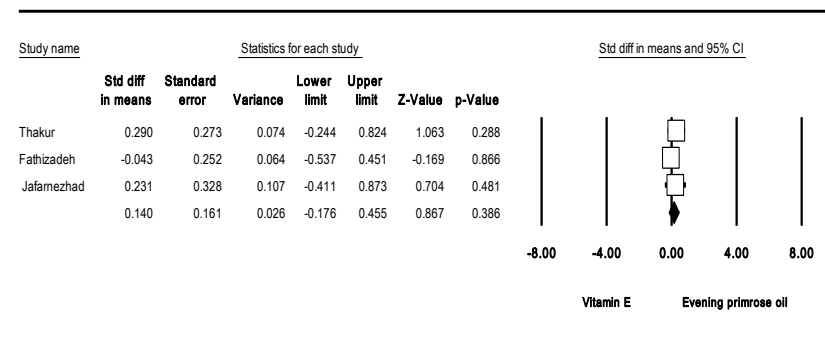 Study name Statistics for each study Std diff in means and 95% CI
Std diff Standard Lower Upper
in means error Variance limit limit Z-Value p-Value
Thakur 0.290 0.273 0.074 -0.244 0.824 1.063 0.288
Fathizadeh -0.043 0.252 0.064 -0.537 0.451 -0.169 0.866
Jafarnezhad 0.231 0.328 0.107 -0.411 0.873 0.704 0.481
0.140 0.161 0.026 -0.176 0.455 0.867 0.386
-8.00 -4.00 0.00 4.00 8.00
Vitamin E Evening primrose oil